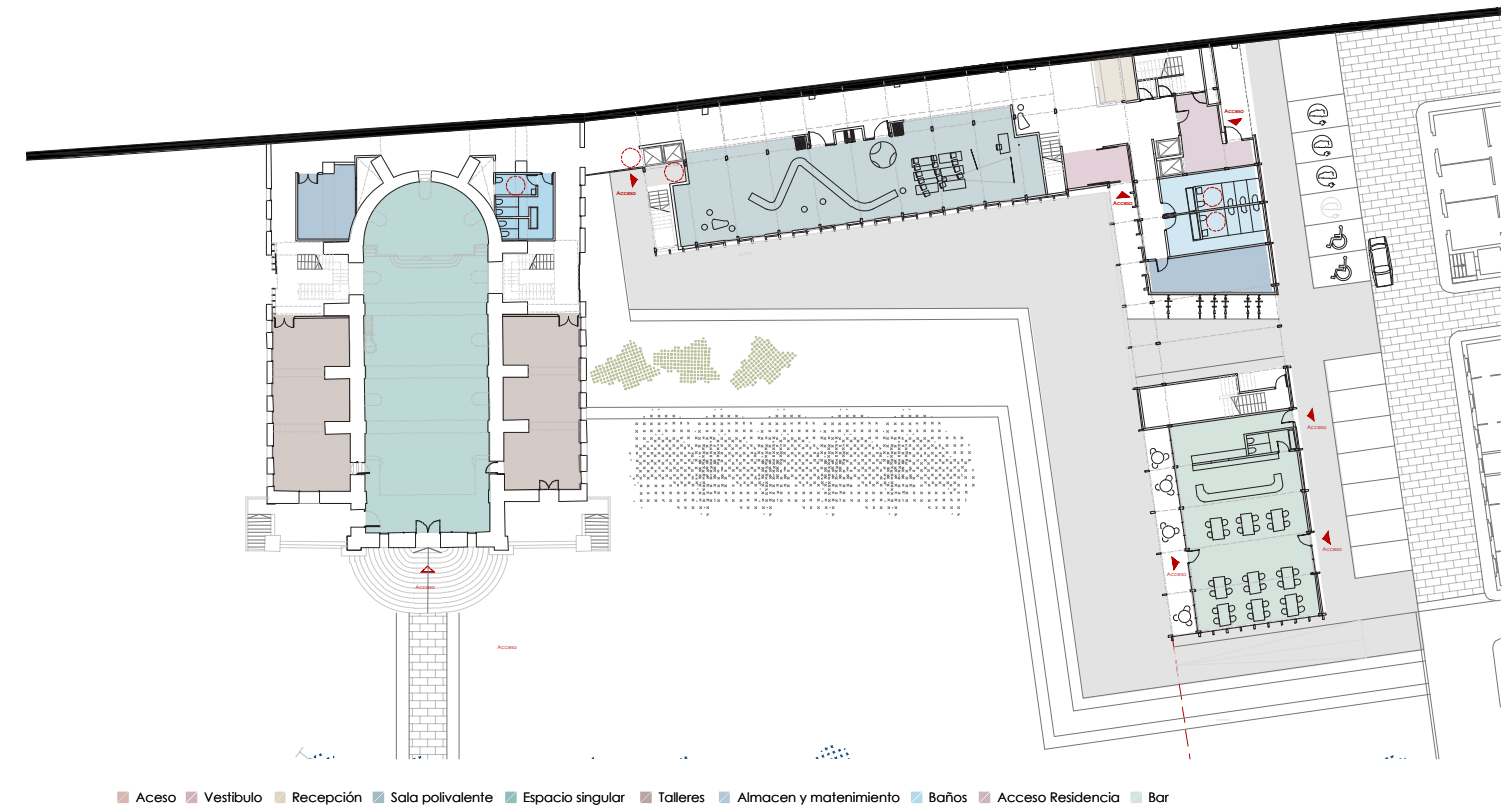 Acceso
Acceso
Acceso
Acceso
Acceso
Acceso
Acceso
Acceso
Acceso
Aceso Vestibulo Recepción Sala polivalente Espacio singular Talleres Almacen y matenimiento Baños Acceso Residencia Bar